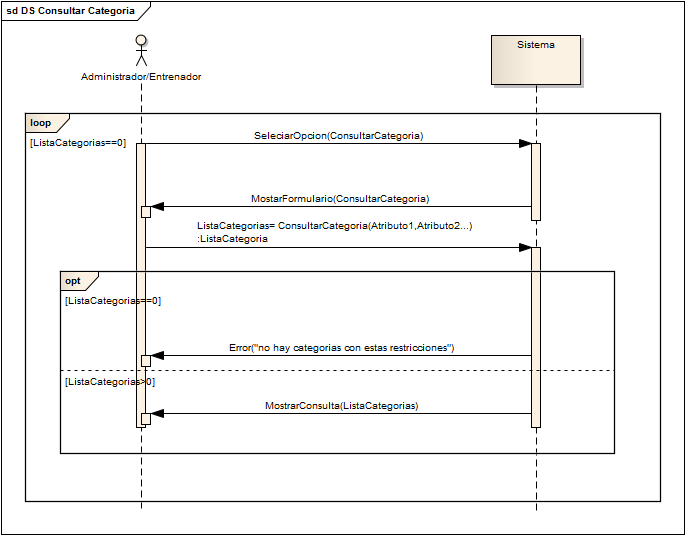 sd DS Consultar Categoria
Sistema
Administrador/Entrenador
loop
[ListaCategorias==0]
SeleciarOpcion(ConsultarCategoria)
MostarFormulario(ConsultarCategoria)
ListaCategorias= ConsultarCategoria(Atributo1,Atributo2...)
:ListaCategoria
opt
[ListaCategorias==0]
Error("no hay categorias con estas restricciones")
[ListaCategorias>0]
MostrarConsulta(ListaCategorias)